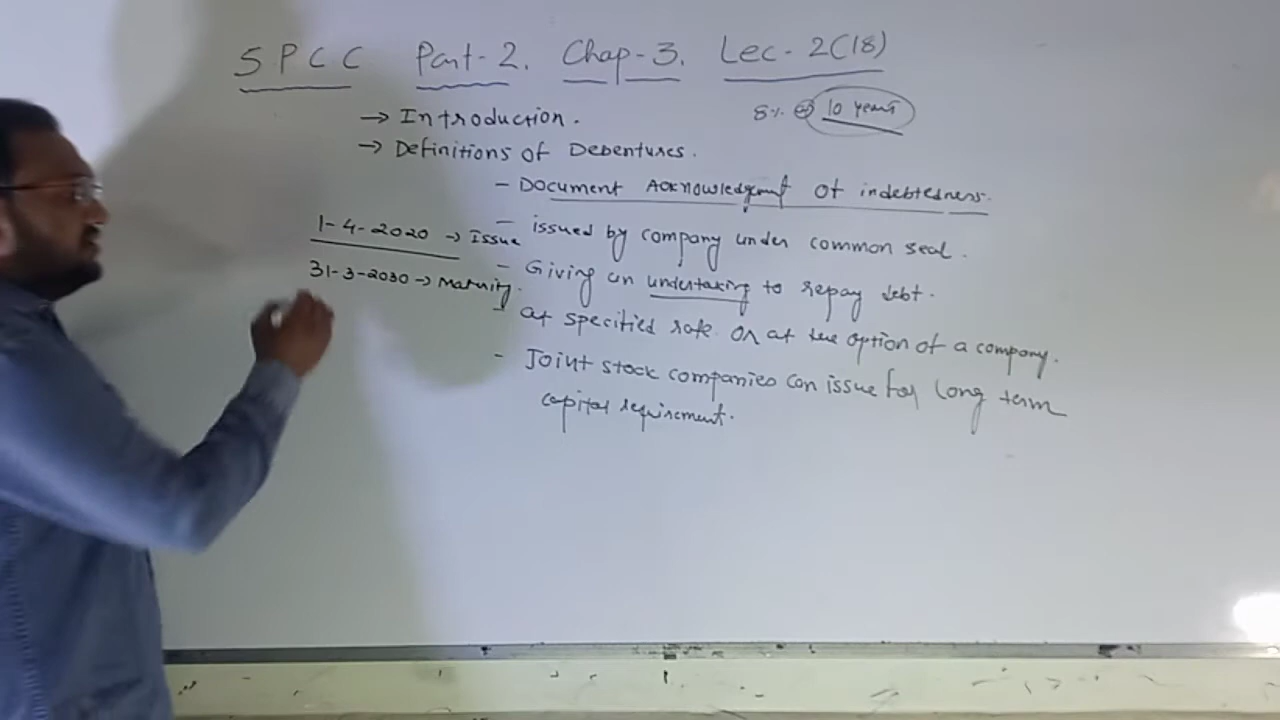 SPCC Part-2. Chap-3. Lec-2(18)
→ Introduction.
8% 10 years
→ Definitions of Debentures.
- Document Acknowledgment of indebtedness.
1-4-2020 → Issue
- issued by company under common seal.
31-3-2030 → Maturity.
- Giving an undertaking to repay debt.
- at specified rate or at the option of a company.
- Joint stock companies can issue for long term
capital requirement.